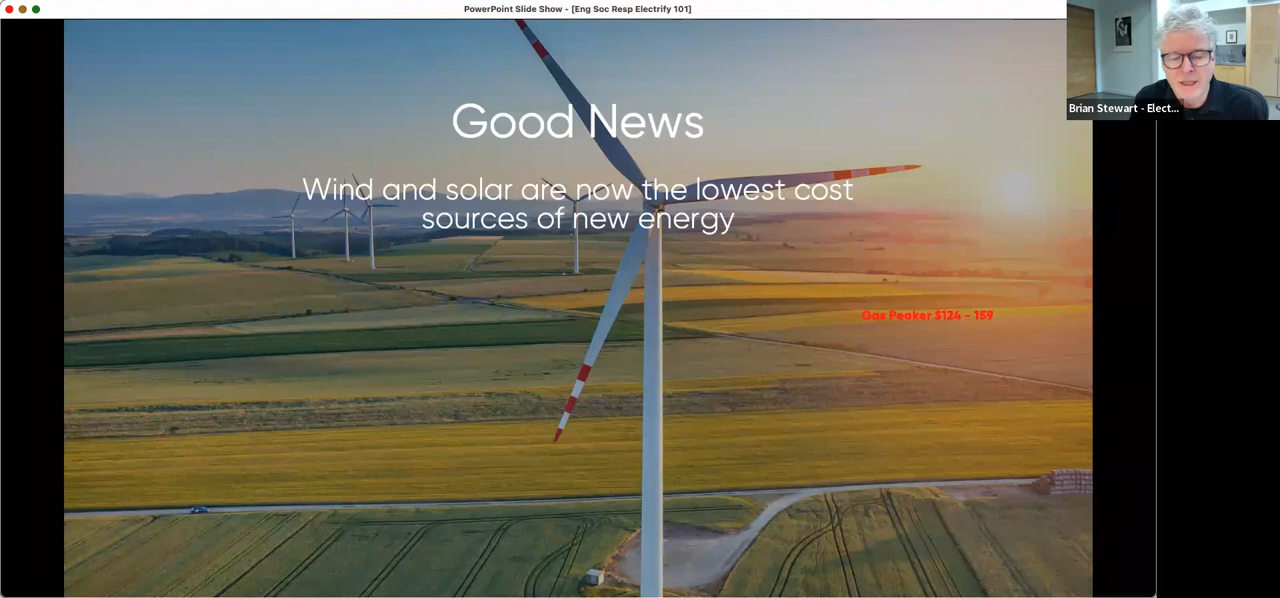 PowerPoint Slide Show - [Eng Soc Resp Electrify 101]
Brian Stewart - Elect...
Good News
Wind and solar are now the lowest cost
sources of new energy
Gas Peaker $124 - 159